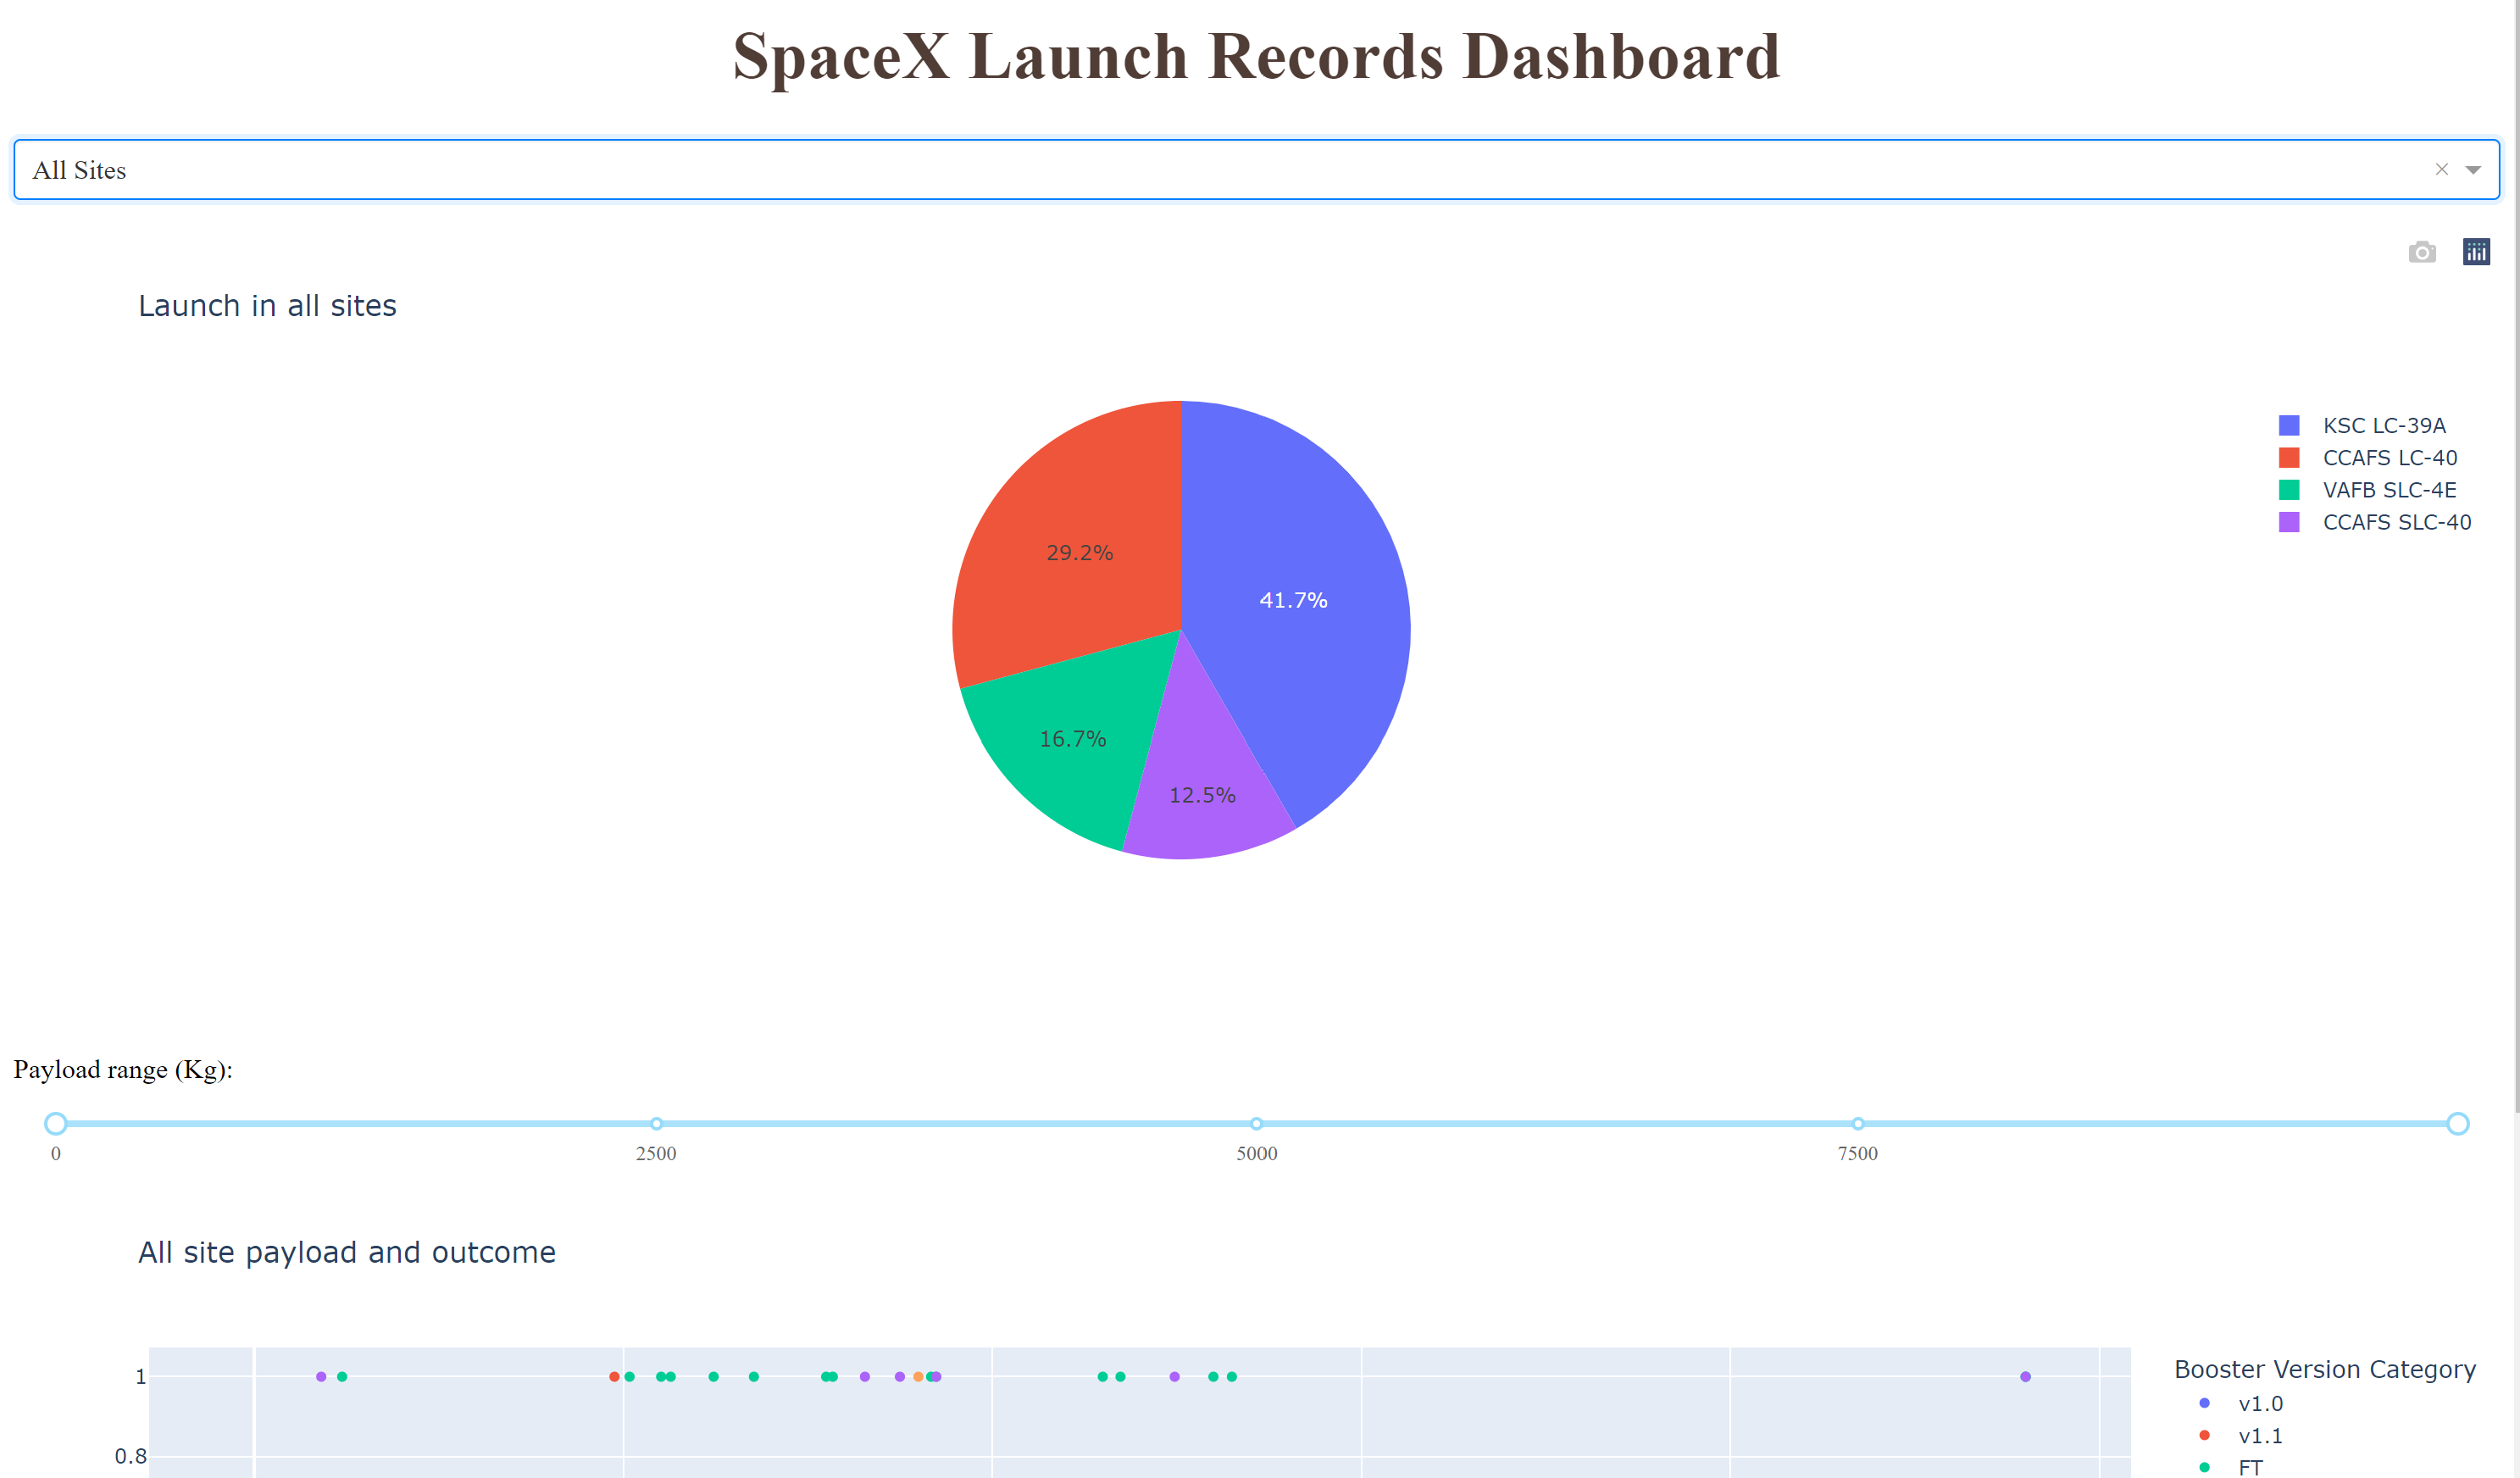 SpaceX Launch Records Dashboard
All Sites
Launch in all sites
KSC LC-39A
CCAFS LC-40
VAFB SLC-4E
CCAFS SLC-40
29.2%
41.7%
16.7%
12.5%
Payload range (Kg):
0 2500 5000 7500
All site payload and outcome
1
0.8
Booster Version Category
v1.0
v1.1
FT